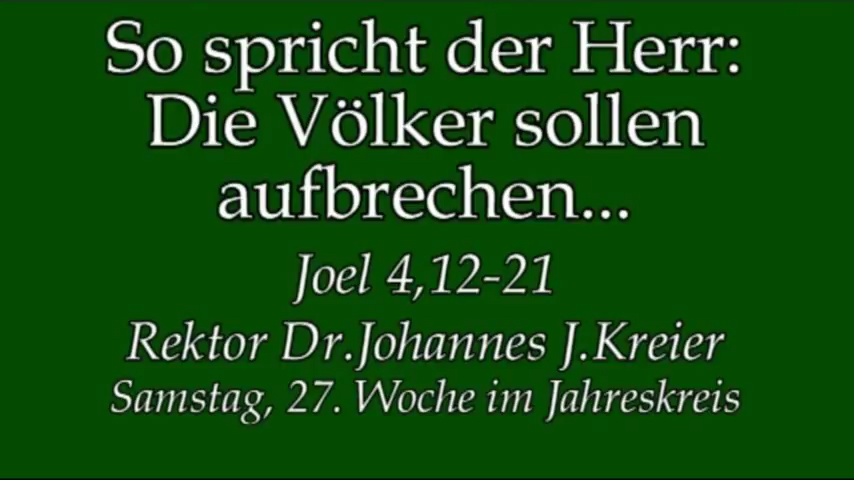 So spricht der Herr:
Die Völker sollen
aufbrechen...
Joel 4,12-21
Rektor Dr.Johannes J.Kreier
Samstag, 27. Woche im Jahreskreis